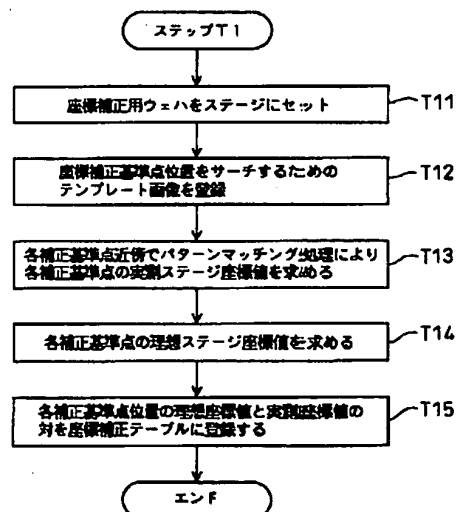 ステップT1
座標補正用ウェハをステージにセット
T11
座標補正基準点位置をサーチするための
テンプレート画像を登録
T12
各補正基準点近傍でパターンマッチング処理により
各補正基準点の実測ステージ座標値を求める
T13
各補正基準点の理想ステージ座標値を求める
T14
各補正基準点位置の理想座標値と実測座標値の
対を座標補正テーブルに登録する
T15
エンド